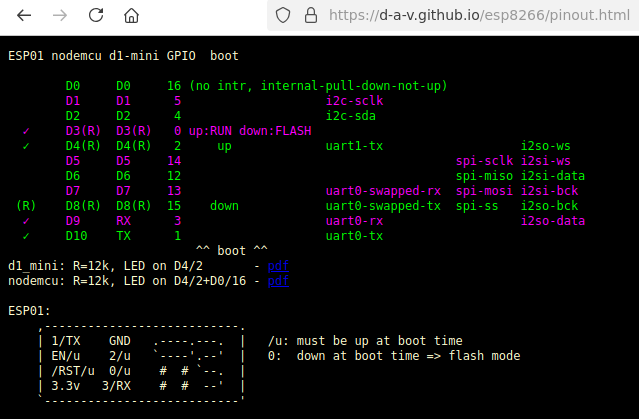 https://d-a-v.github.io/esp8266/pinout.html
ESP01 nodemcu d1-mini GPIO  boot
        D0     D0     16 (no intr, internal-pull-down-not-up)
        D1     D1      5                    i2c-sclk
        D2     D2      4                    i2c-sda
  ✓     D3(R)  D3(R)   0 up:RUN down:FLASH
  ✓     D4(R)  D4(R)   2     up             uart1-tx                   i2so-ws
        D5     D5     14                                      spi-sclk i2si-ws
        D6     D6     12                                      spi-miso i2si-data
        D7     D7     13                    uart0-swapped-rx  spi-mosi i2si-bck
 (R)    D8(R)  D8(R)  15    down            uart0-swapped-tx  spi-ss   i2so-bck
  ✓     D9     RX      3                    uart0-rx                   i2so-data
  ✓     D10    TX      1                    uart0-tx
                          ^^ boot ^^
d1_mini: R=12k, LED on D4/2       - pdf
nodemcu: R=12k, LED on D4/2+D0/16 - pdf
ESP01:
    ,---------------------------.
    | 1/TX    GND   .----.---.  |   /u: must be up at boot time
    | EN/u    2/u   `----'.--'  |   0:  down at boot time => flash mode
    | /RST/u  0/u    #  # `--.  |
    | 3.3v   3/RX    #  #  --'  |
    `---------------------------'